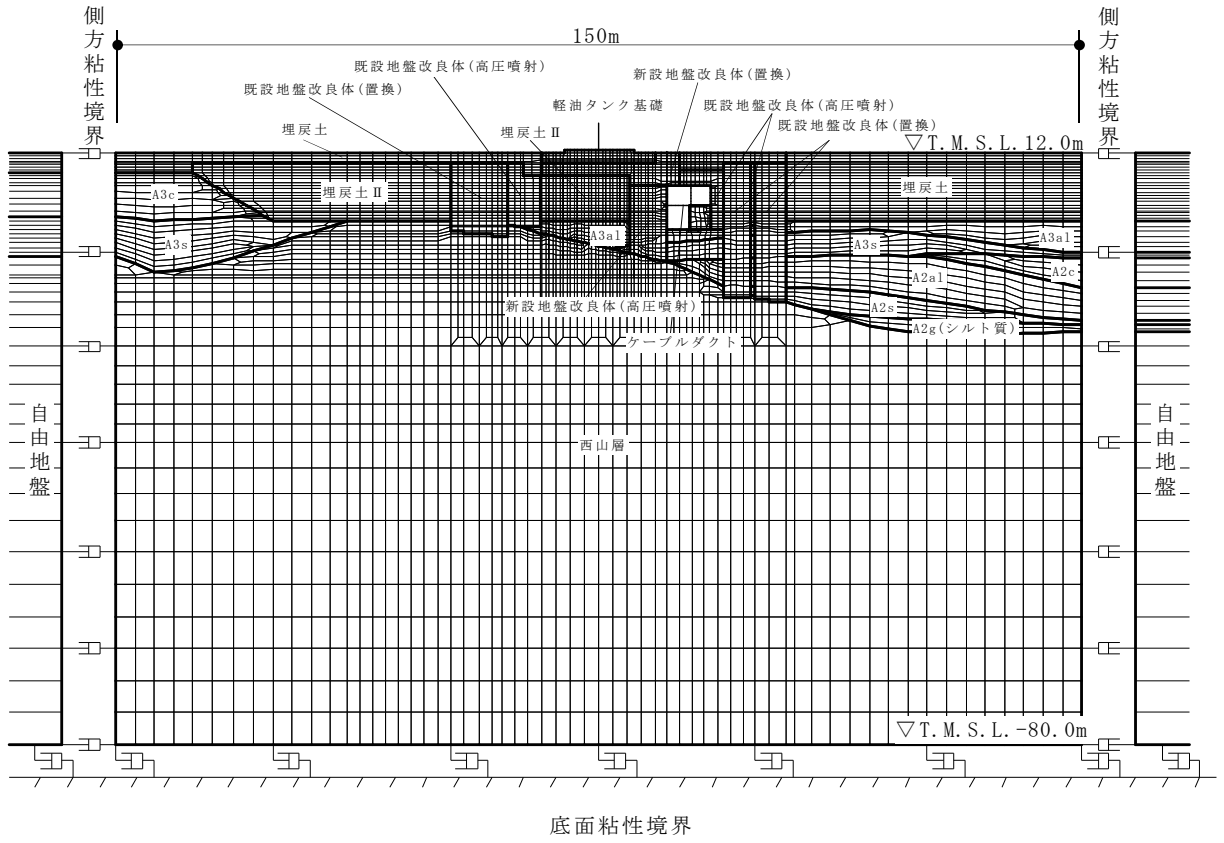 側方粘性境界
側方粘性境界
150m
既設地盤改良体(高圧噴射)
新設地盤改良体(置換)
既設地盤改良体(置換)
軽油タンク基礎
既設地盤改良体(高圧噴射)
埋戻土
埋戻土Ⅱ
既設地盤改良体(置換)
▽T.M.S.L.12.0m
A3c
埋戻土Ⅱ
埋戻土
A3s
A3al
A3s
A3al
A2al
A2c
新設地盤改良体(高圧噴射)
A2s
A2g(シルト質)
ケーブルダクト
自由地盤
西山層
自由地盤
▽T.M.S.L.-80.0m
底面粘性境界